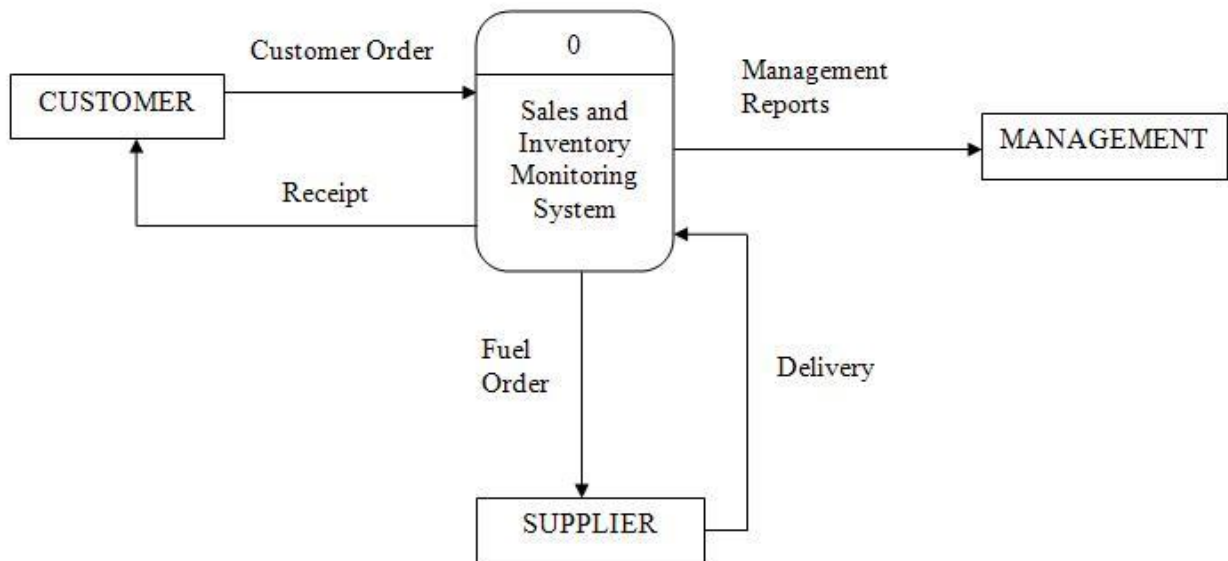 0
Customer Order
CUSTOMER
Sales and
Inventory
Monitoring
System
Management
Reports
MANAGEMENT
Receipt
Fuel
Order
Delivery
SUPPLIER